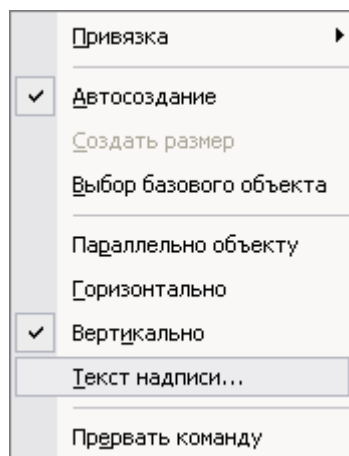 Привязка
Автосоздание
Создать размер
Выбор базового объекта
Параллельно объекту
Горизонтально
Вертикально
Текст надписи...
Прервать команду